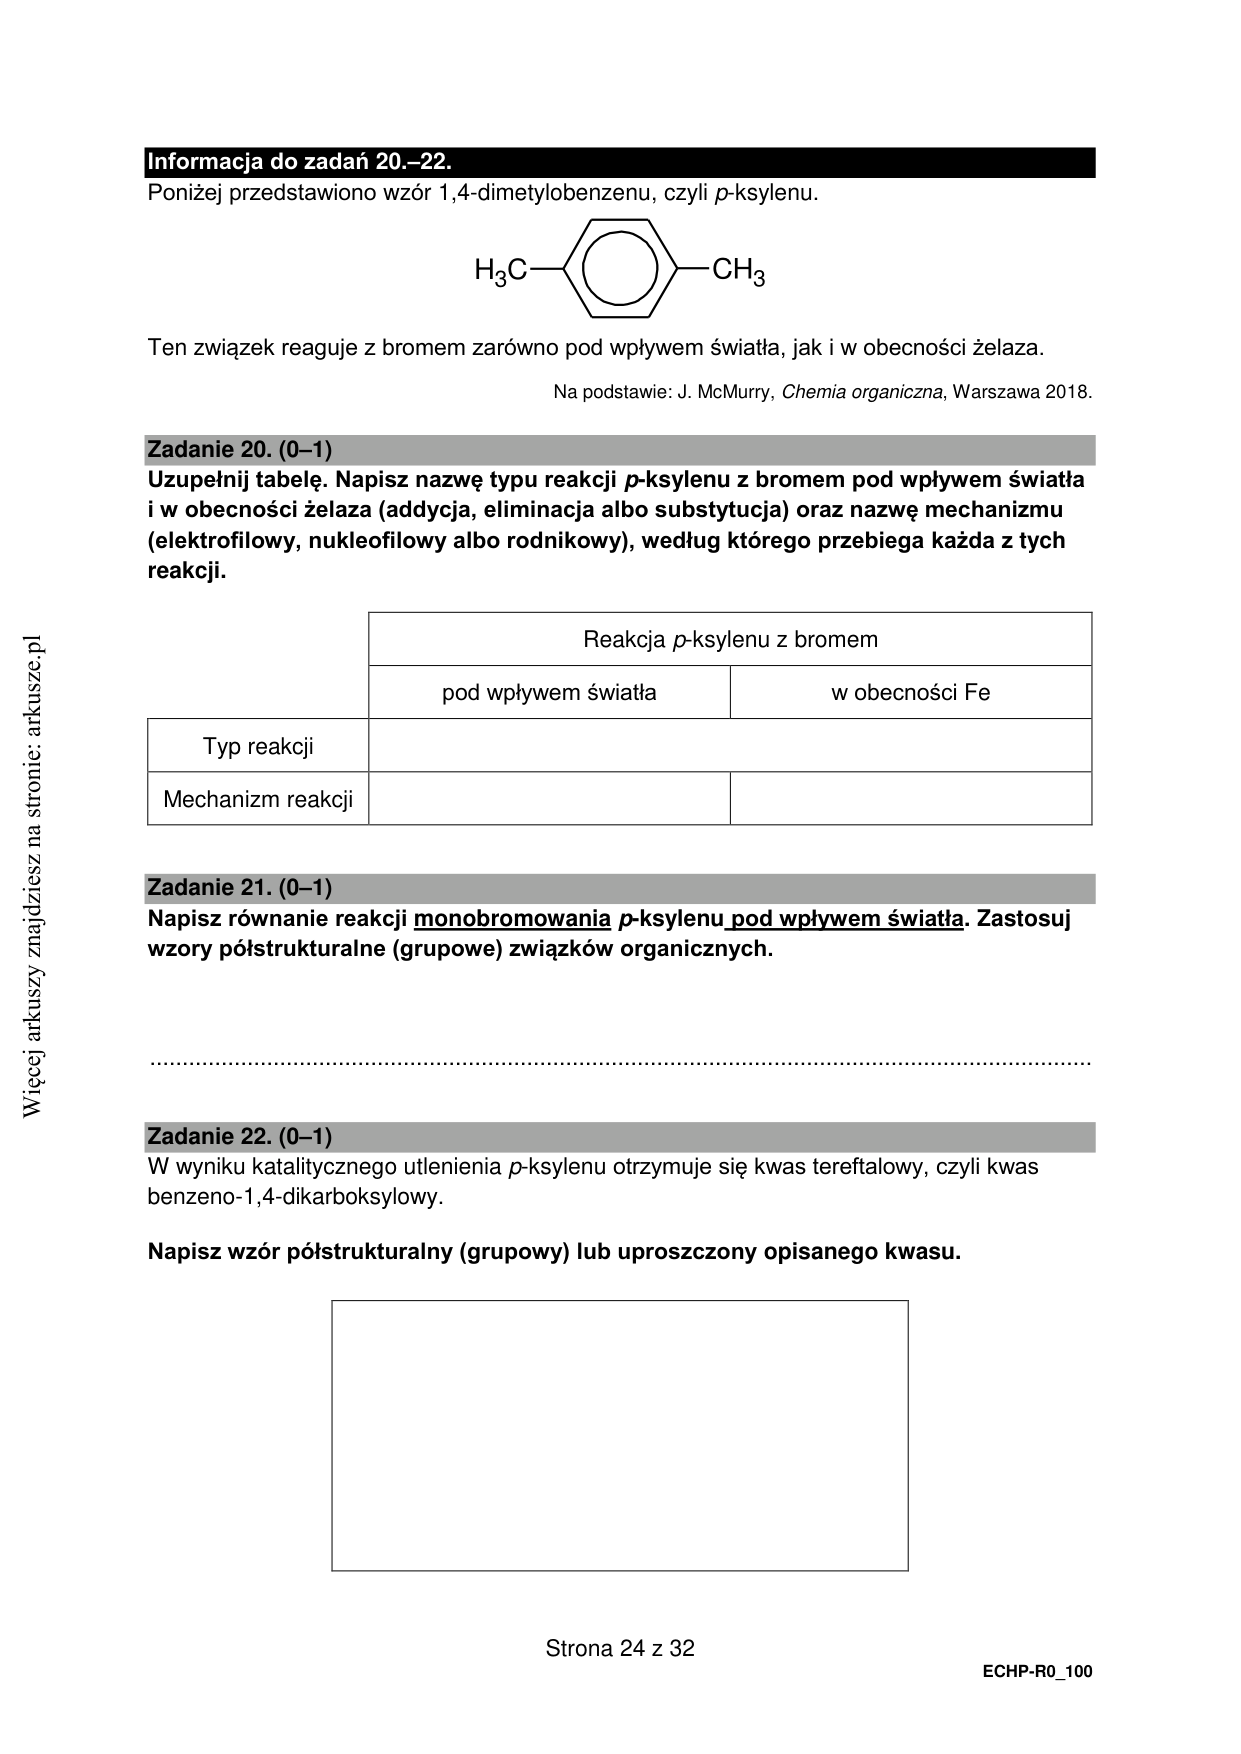 Informacja do zadań 20.–22.
Poniżej przedstawiono wzór 1,4-dimetylobenzenu, czyli p-ksylenu.
H3C CH3
Ten związek reaguje z bromem zarówno pod wpływem światła, jak i w obecności żelaza.
Na podstawie: J. McMurry, Chemia organiczna, Warszawa 2018.
Zadanie 20. (0–1)
Uzupełnij tabelę. Napisz nazwę typu reakcji p-ksylenu z bromem pod wpływem światła
i w obecności żelaza (addycja, eliminacja albo substytucja) oraz nazwę mechanizmu
(elektrofilowy, nukleofilowy albo rodnikowy), według którego przebiega każda z tych
reakcji.
Reakcja p-ksylenu z bromem
pod wpływem światła w obecności Fe
Typ reakcji
Mechanizm reakcji
Zadanie 21. (0–1)
Napisz równanie reakcji monobromowania p-ksylenu pod wpływem światła. Zastosuj
wzory półstrukturalne (grupowe) związków organicznych.
Zadanie 22. (0–1)
W wyniku katalitycznego utlenienia p-ksylenu otrzymuje się kwas tereftalowy, czyli kwas
benzeno-1,4-dikarboksylowy.
Napisz wzór półstrukturalny (grupowy) lub uproszczony opisanego kwasu.
Strona 24 z 32
ECHP-R0_100
Więcej arkuszy znajdziesz na stronie: arkusze.pl